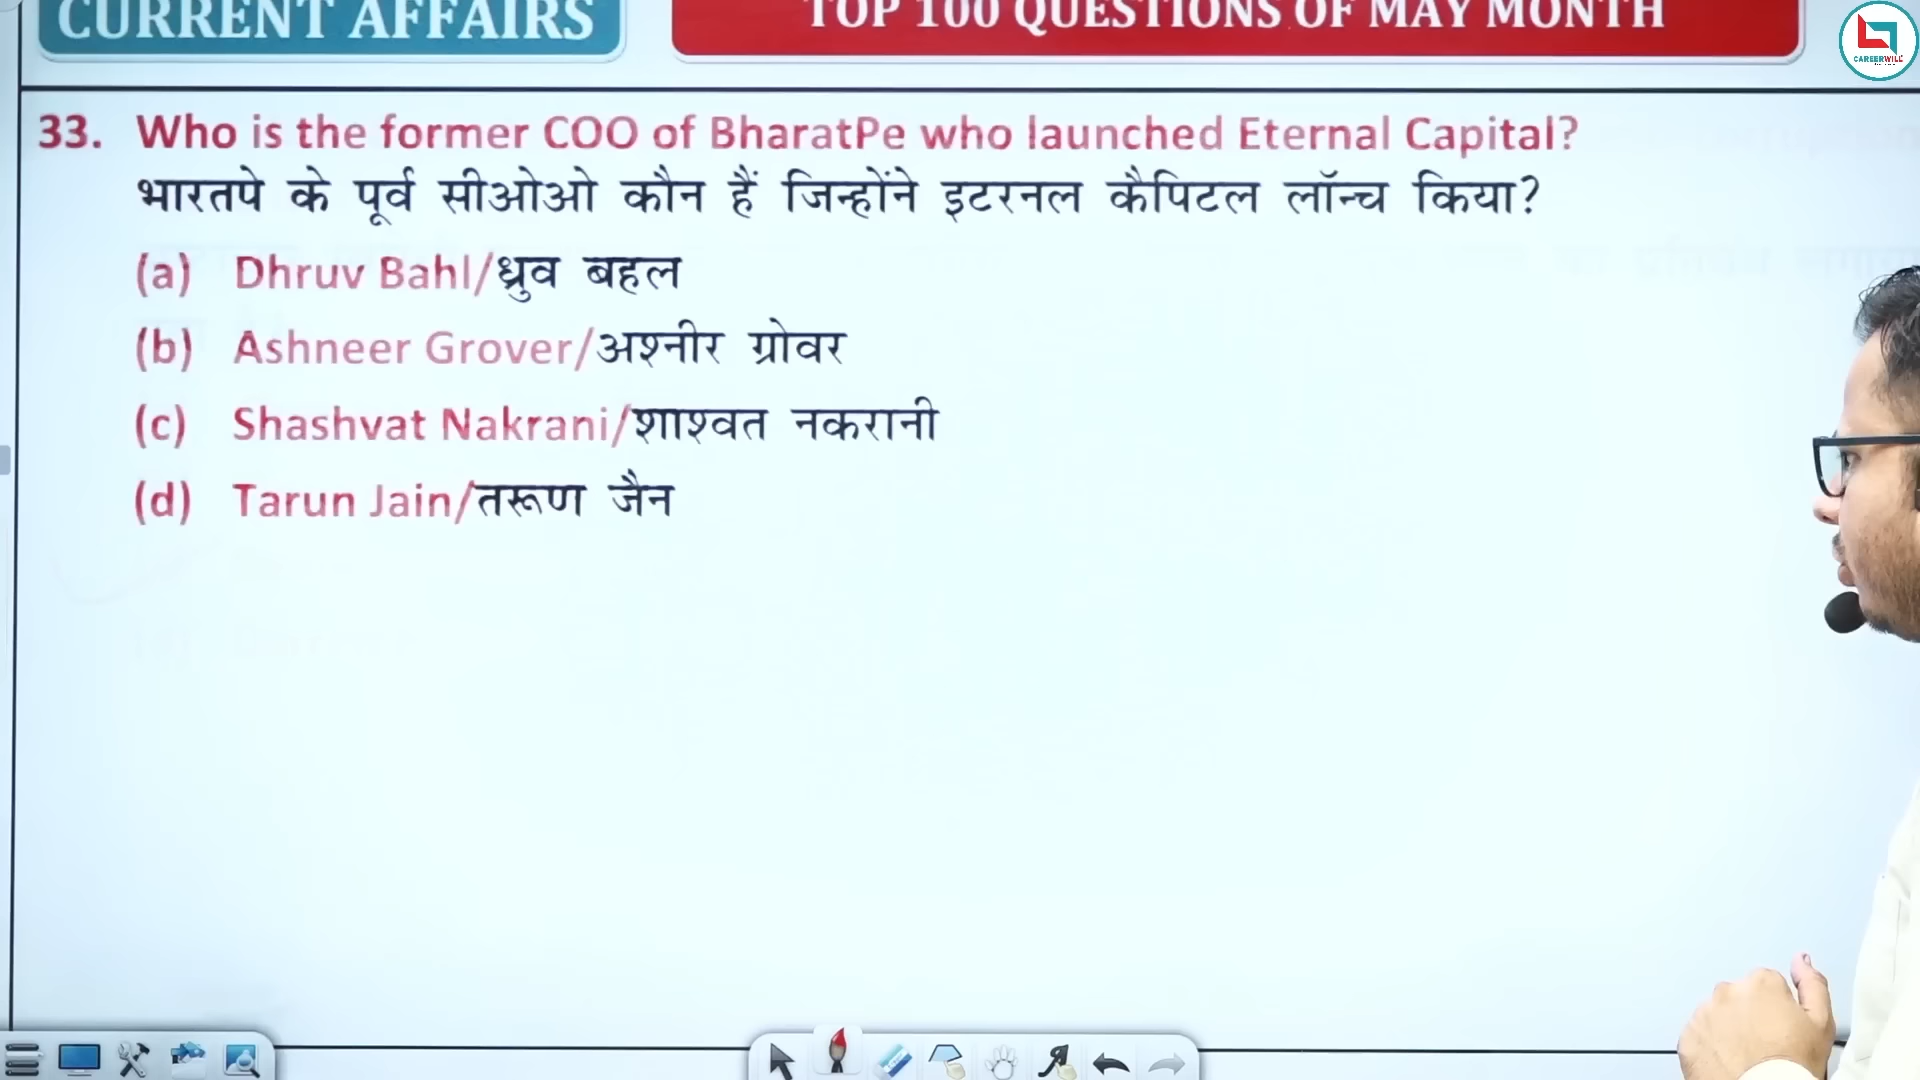 CURRENT AFFAIRS
TOP 100 QUESTIONS OF MAY MONTH
CAREERWILL
33. Who is the former COO of BharatPe who launched Eternal Capital?
भारतपे के पूर्व सीओओ कौन हैं जिन्होंने इटरनल कैपिटल लॉन्च किया?
(a) Dhruv Bahl/ध्रुव बहल
(b) Ashneer Grover/अश्नीर ग्रोवर
(c) Shashvat Nakrani/शाश्वत नकरानी
(d) Tarun Jain/तरूण जैन